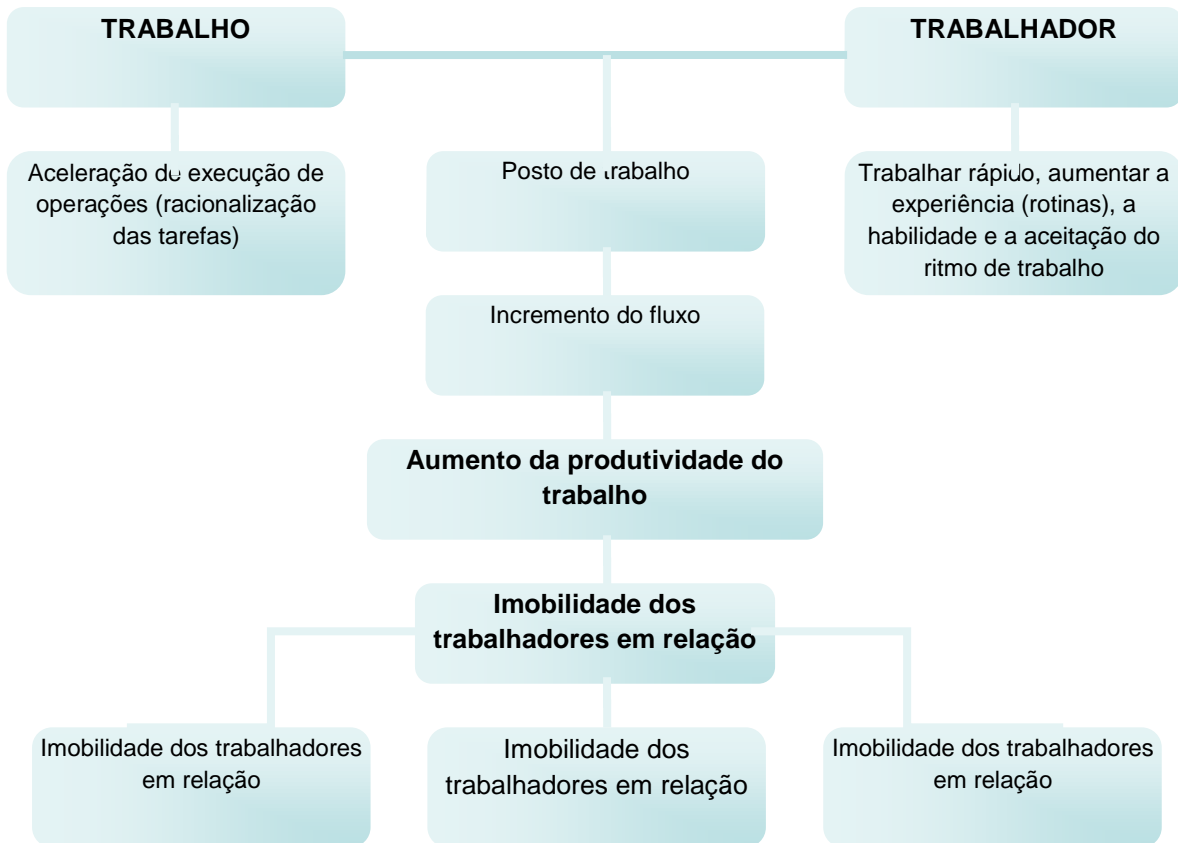 TRABALHO
TRABALHADOR
Aceleração de execução de
operações (racionalização
das tarefas)
Posto de trabalho
Trabalhar rápido, aumentar a
experiência (rotinas), a
habilidade e a aceitação do
ritmo de trabalho
Incremento do fluxo
Aumento da produtividade do
trabalho
Imobilidade dos
trabalhadores em relação
Imobilidade dos trabalhadores
em relação
Imobilidade dos
trabalhadores em relação
Imobilidade dos trabalhadores
em relação